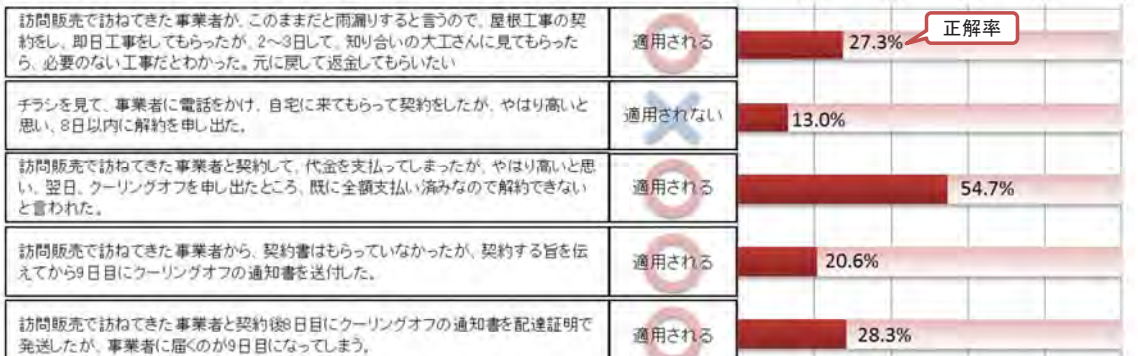 訪問販売で訪ねてきた事業者が、このままだと雨漏りすると言うので、屋根工事の契
約をし、即日工事をしてもらったが、2～3日して、知り合いの大工さんに見てもらった
ら、必要のない工事だとわかった。元に戻して返金してもらいたい
適用される
27.3%
正解率
チラシを見て、事業者に電話をかけ、自宅に来てもらって契約をしたが、やはり高いと
思い、8日以内に解約を申し出た。
適用されない
13.0%
訪問販売で訪ねてきた事業者と契約して、代金を支払ってしまったが、やはり高いと思
い、翌日、クーリングオフを申し出たところ、既に全額支払い済みなので解約できない
と言われた。
適用される
54.7%
訪問販売で訪ねてきた事業者から、契約書はもらっていなかったが、契約する旨を伝
えてから9日目にクーリングオフの通知書を送付した。
適用される
20.6%
訪問販売で訪ねてきた事業者と契約後8日目にクーリングオフの通知書を配達証明で
発送したが、事業者に届くのが9日目になってしまう。
適用される
28.3%